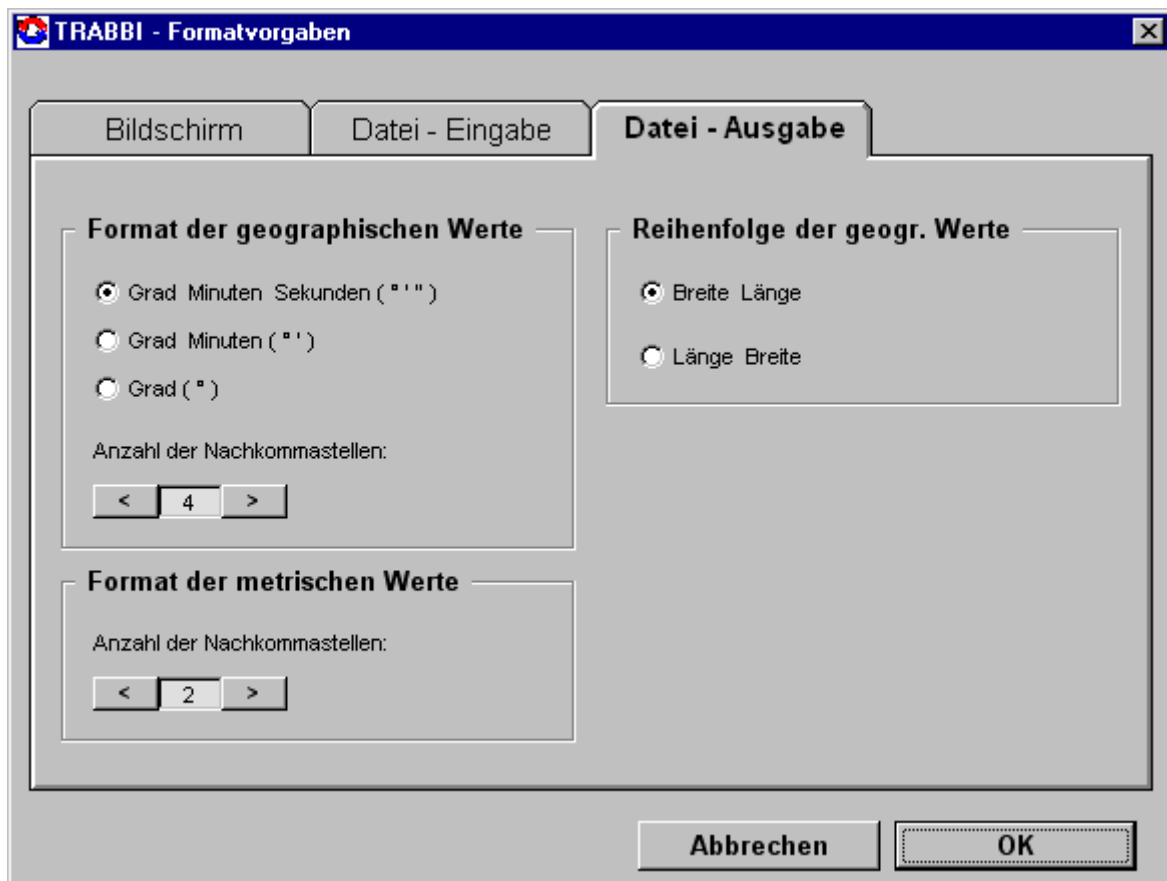 TRABBI - Formatvorgaben
Bildschirm
Datei - Eingabe
Datei - Ausgabe
Format der geographischen Werte
Grad Minuten Sekunden ( ° ' " )
Grad Minuten ( ° ' )
Grad ( ° )
Anzahl der Nachkommastellen:
< 4 >
Format der metrischen Werte
Anzahl der Nachkommastellen:
< 2 >
Reihenfolge der geogr. Werte
Breite Länge
Länge Breite
Abbrechen
OK